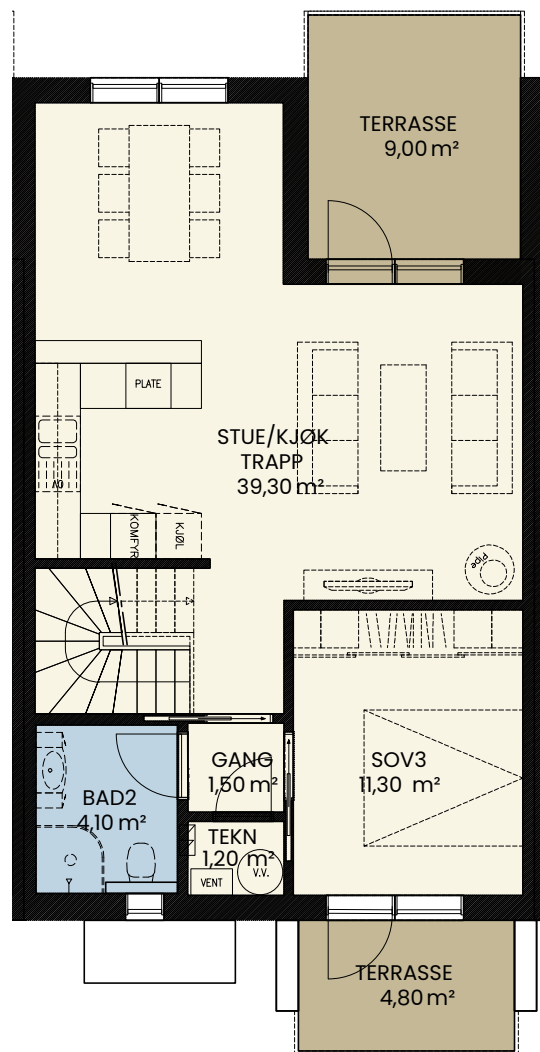 TERRASSE
9,00 m²
PLATE
STUE/KJØK
TRAPP
39,30 m²
KOMFYR
KJØL
Pipe
GANG
1,50 m²
SOV3
11,30 m²
BAD2
4,10 m²
TEKN
1,20 m²
V.V.
VENT
TERRASSE
4,80 m²